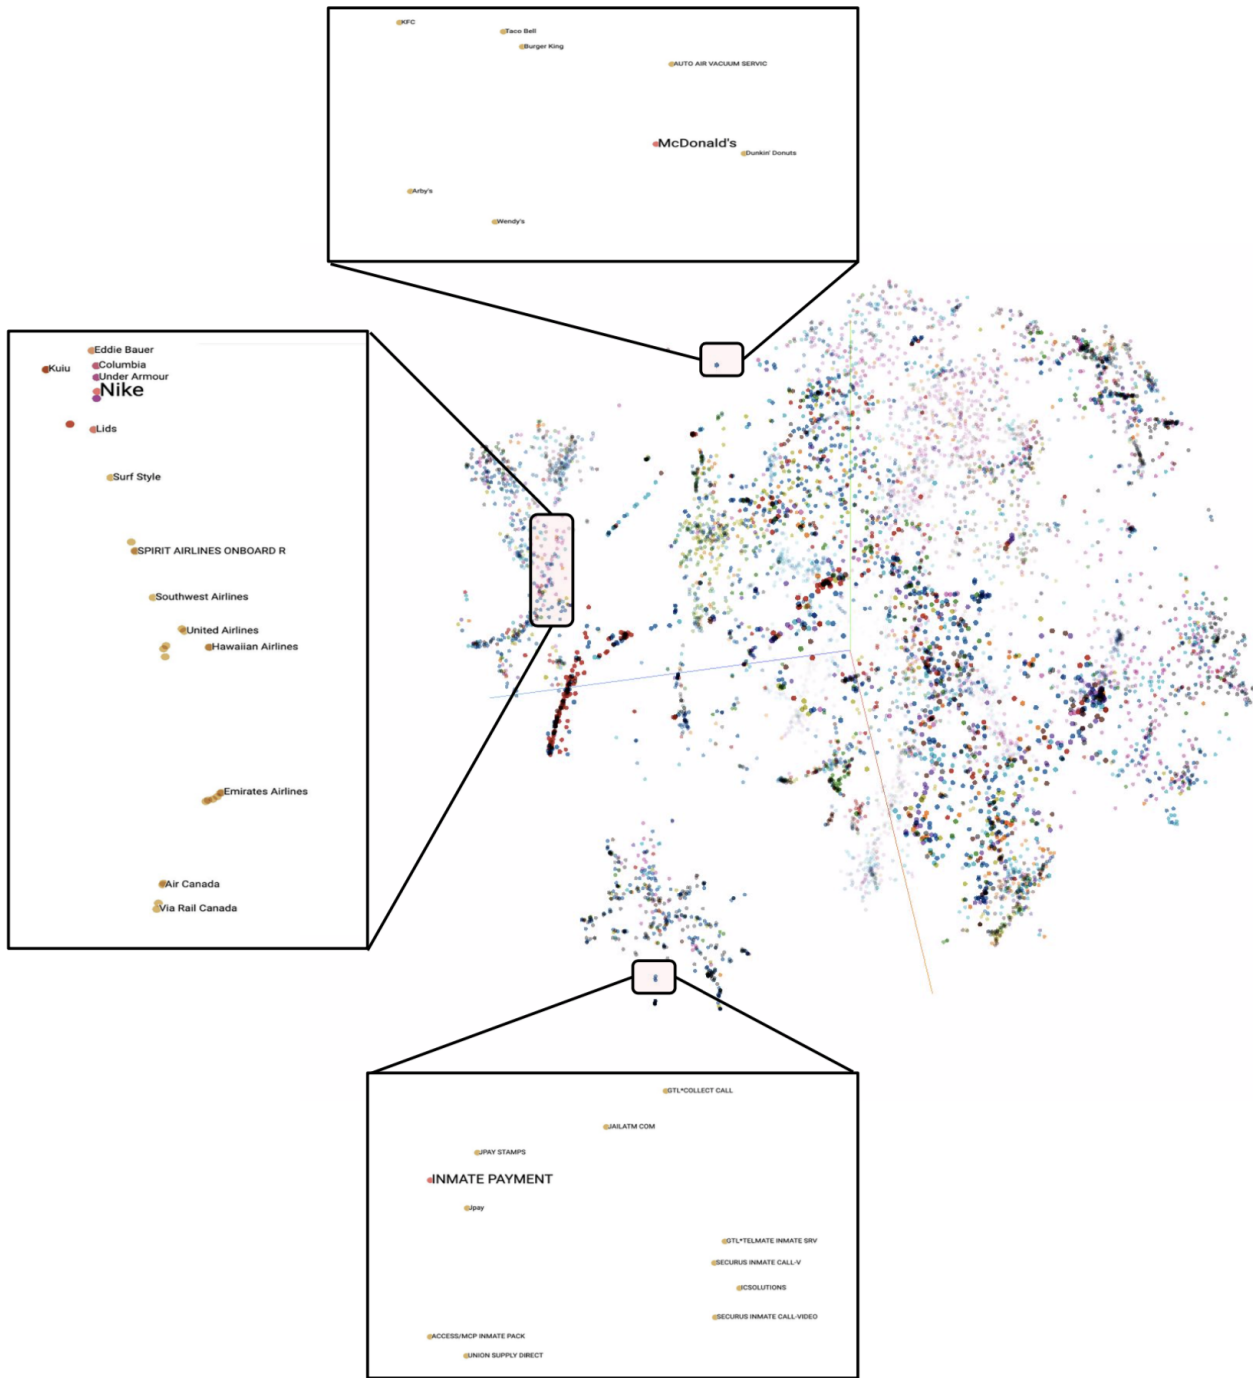 KFC
Taco Bell
Burger King
AUTO AIR VACUUM SERVIC
McDonald's
Dunkin' Donuts
Arby's
Wendy's
Eddie Bauer
Kuiu
Columbia
Under Armour
Nike
Lids
Surf Style
SPIRIT AIRLINES ONBOARD R
Southwest Airlines
United Airlines
Hawaiian Airlines
Emirates Airlines
Air Canada
Via Rail Canada
GTL*COLLECT CALL
JAILATM COM
JPAY STAMPS
INMATE PAYMENT
Jpay
GTL*TELMATE INMATE SRV
SECURUS INMATE CALL-V
ICSOLUTIONS
SECURUS INMATE CALL-VIDEO
ACCESS/MCP INMATE PACK
UNION SUPPLY DIRECT